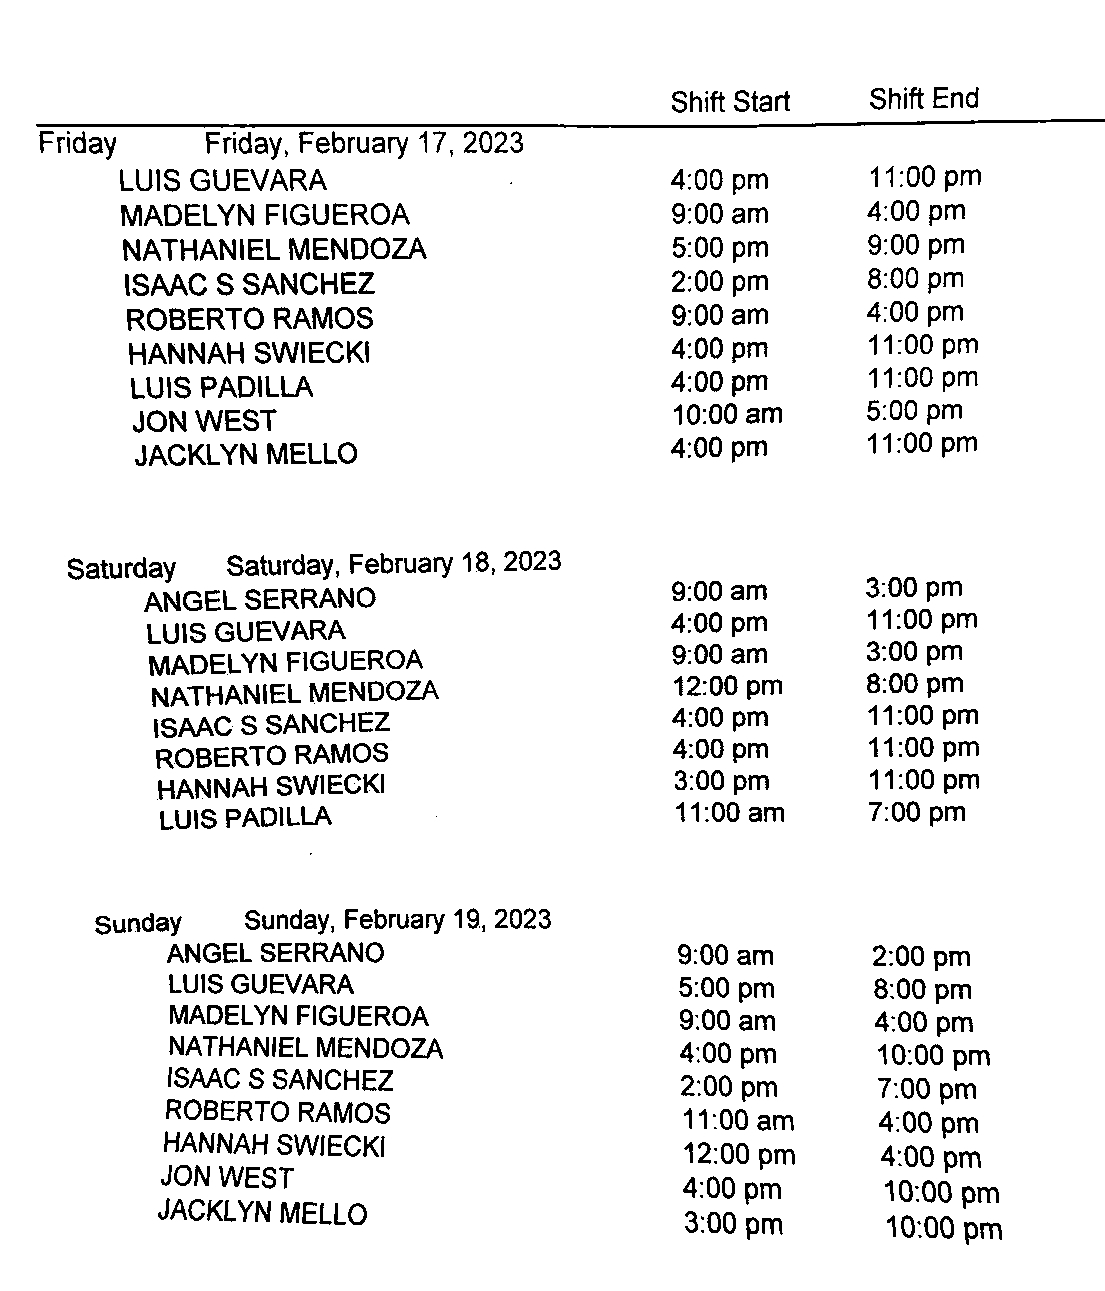 Shift Start Shift End
Friday Friday, February 17, 2023
LUIS GUEVARA 4:00 pm 11:00 pm
MADELYN FIGUEROA 9:00 am 4:00 pm
NATHANIEL MENDOZA 5:00 pm 9:00 pm
ISAAC S SANCHEZ 2:00 pm 8:00 pm
ROBERTO RAMOS 9:00 am 4:00 pm
HANNAH SWIECKI 4:00 pm 11:00 pm
LUIS PADILLA 4:00 pm 11:00 pm
JON WEST 10:00 am 5:00 pm
JACKLYN MELLO 4:00 pm 11:00 pm
Saturday Saturday, February 18, 2023
ANGEL SERRANO 9:00 am 3:00 pm
LUIS GUEVARA 4:00 pm 11:00 pm
MADELYN FIGUEROA 9:00 am 3:00 pm
NATHANIEL MENDOZA 12:00 pm 8:00 pm
ISAAC S SANCHEZ 4:00 pm 11:00 pm
ROBERTO RAMOS 4:00 pm 11:00 pm
HANNAH SWIECKI 3:00 pm 11:00 pm
LUIS PADILLA 11:00 am 7:00 pm
Sunday Sunday, February 19, 2023
ANGEL SERRANO 9:00 am 2:00 pm
LUIS GUEVARA 5:00 pm 8:00 pm
MADELYN FIGUEROA 9:00 am 4:00 pm
NATHANIEL MENDOZA 4:00 pm 10:00 pm
ISAAC S SANCHEZ 2:00 pm 7:00 pm
ROBERTO RAMOS 11:00 am 4:00 pm
HANNAH SWIECKI 12:00 pm 4:00 pm
JON WEST 4:00 pm 10:00 pm
JACKLYN MELLO 3:00 pm 10:00 pm